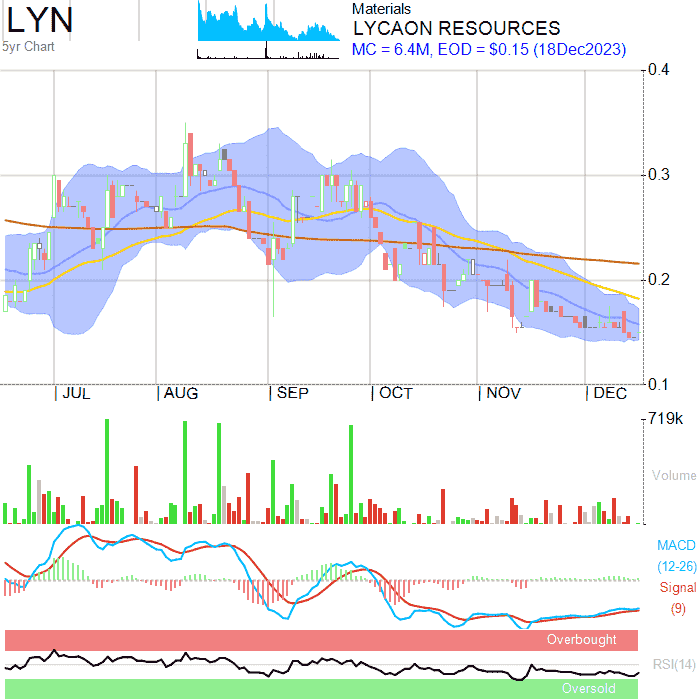 LYN
5yr Chart
Materials
LYCAON RESOURCES
MC = 6.4M, EOD = $0.15 (18Dec2023)
0.4
0.3
0.2
0.1
JUL AUG SEP OCT NOV DEC
719k
Volume
MACD
(12-26)
Signal
(9)
Overbought
RSI(14)
Oversold